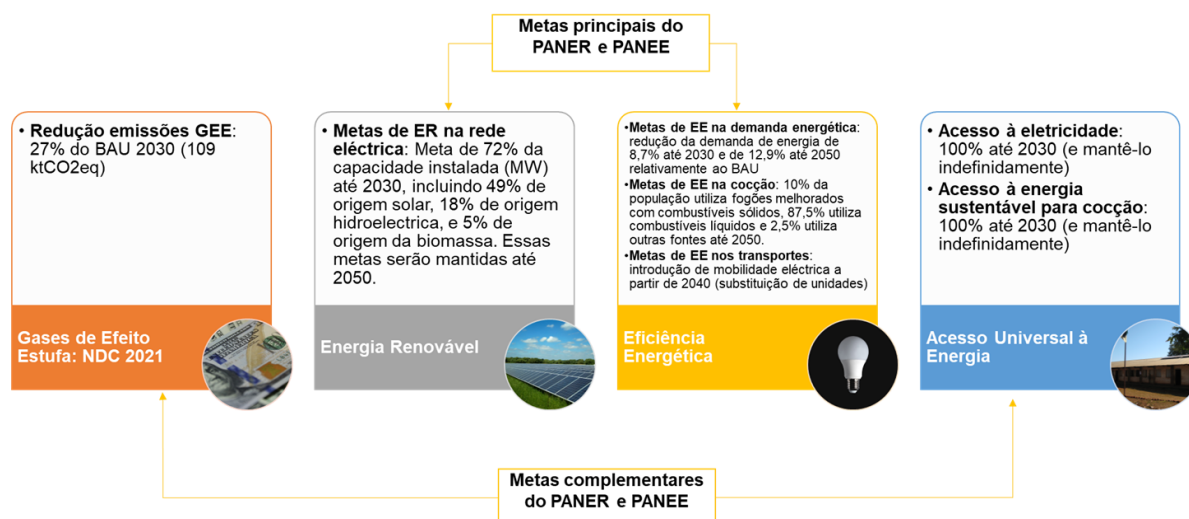 Metas principais do
PANER e PANEE
• Redução emissões GEE:
27% do BAU 2030 (109
ktCO2eq)
Gases de Efeito
Estufa: NDC 2021
• Metas de ER na rede
eléctrica: Meta de 72% da
capacidade instalada (MW)
até 2030, incluindo 49% de
origem solar, 18% de origem
hidroelectrica, e 5% de
origem da biomassa. Essas
metas serão mantidas até
2050.
Energia Renovável
•Metas de EE na demanda energética:
redução da demanda de energia de
8,7% até 2030 e de 12,9% até 2050
relativamente ao BAU
•Metas de EE na cocção: 10% da
população utiliza fogões melhorados
com combustíveis sólidos, 87,5% utiliza
combustíveis líquidos e 2,5% utiliza
outras fontes até 2050.
•Metas de EE nos transportes:
introdução de mobilidade eléctrica a
partir de 2040 (substituição de unidades)
Eficiência
Energética
• Acesso à eletricidade:
100% até 2030 (e mantê-lo
indefinidamente)
• Acesso à energia
sustentável para cocção:
100% até 2030 (e mantê-lo
indefinidamente)
Acesso Universal à
Energia
Metas complementares
do PANER e PANEE